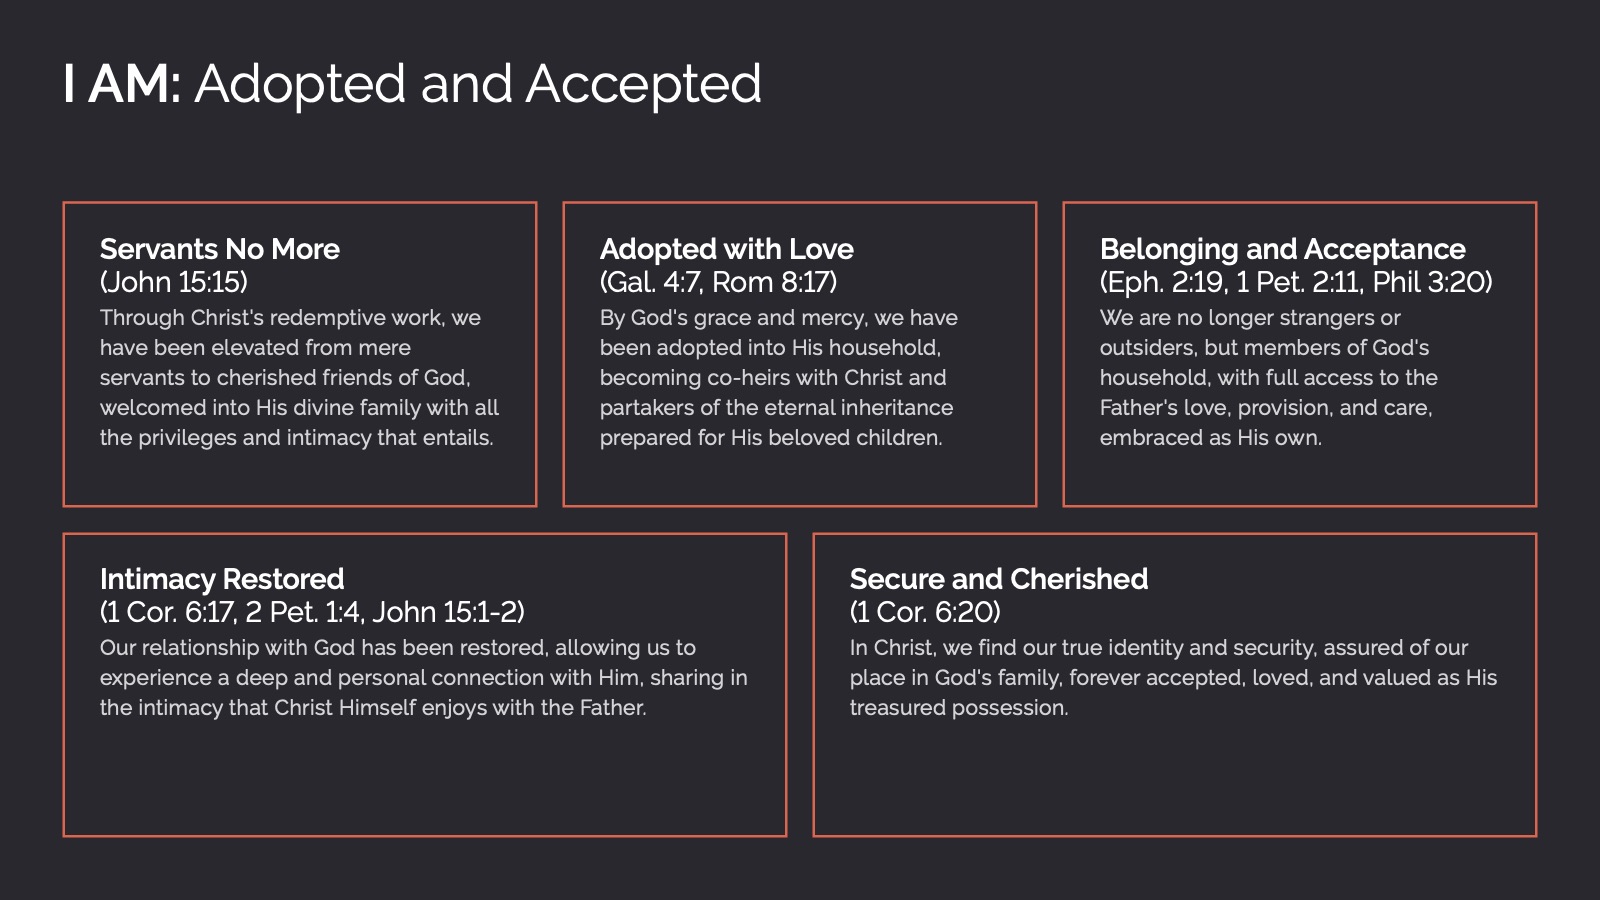 I AM: Adopted and Accepted
Servants No More
(John 15:15)
Through Christ's redemptive work, we
have been elevated from mere
servants to cherished friends of God,
welcomed into His divine family with all
the privileges and intimacy that entails.
Adopted with Love
(Gal. 4:7, Rom 8:17)
By God's grace and mercy, we have
been adopted into His household,
becoming co-heirs with Christ and
partakers of the eternal inheritance
prepared for His beloved children.
Belonging and Acceptance
(Eph. 2:19, 1 Pet. 2:11, Phil 3:20)
We are no longer strangers or
outsiders, but members of God's
household, with full access to the
Father's love, provision, and care,
embraced as His own.
Intimacy Restored
(1 Cor. 6:17, 2 Pet. 1:4, John 15:1-2)
Our relationship with God has been restored, allowing us to
experience a deep and personal connection with Him, sharing in
the intimacy that Christ Himself enjoys with the Father.
Secure and Cherished
(1 Cor. 6:20)
In Christ, we find our true identity and security, assured of our
place in God's family, forever accepted, loved, and valued as His
treasured possession.